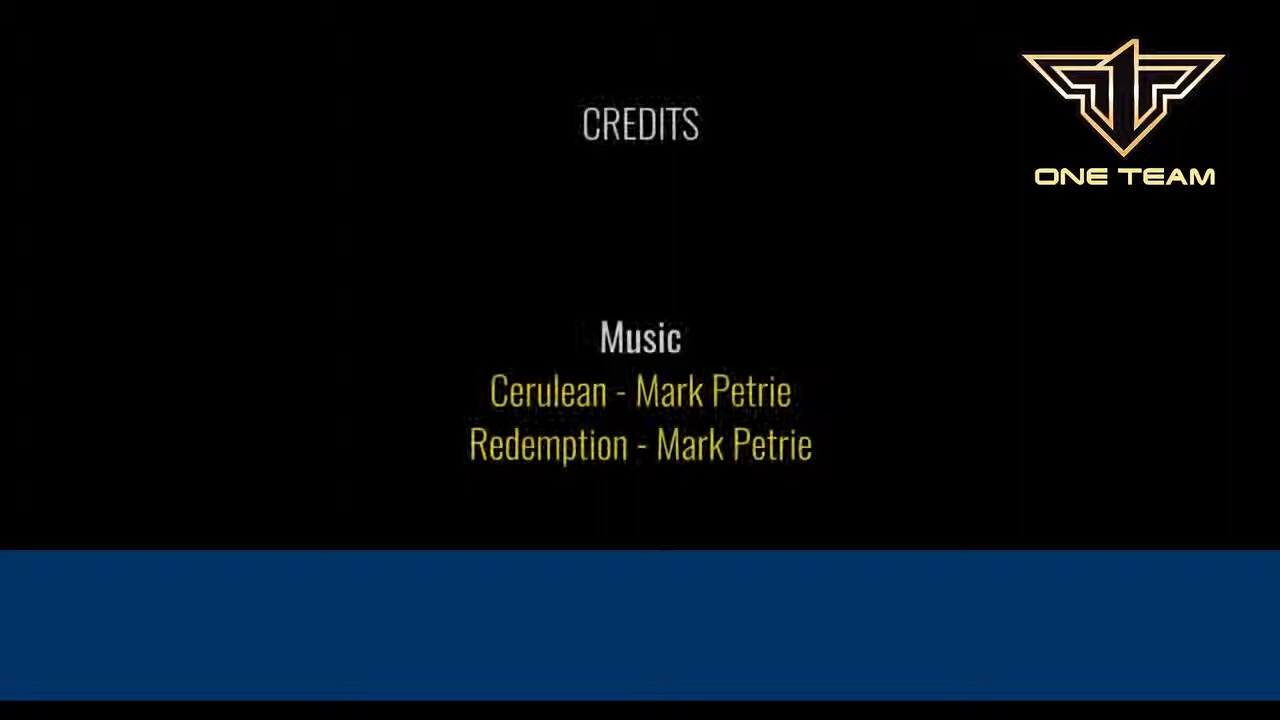 CREDITS
ONE TEAM
Music
Cerulean - Mark Petrie
Redemption - Mark Petrie